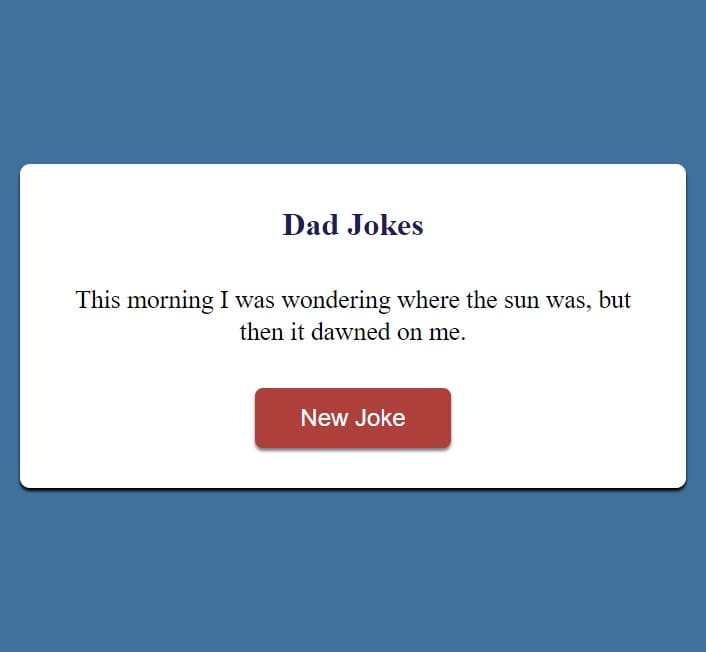 Dad Jokes
This morning I was wondering where the sun was, but
then it dawned on me.
New Joke